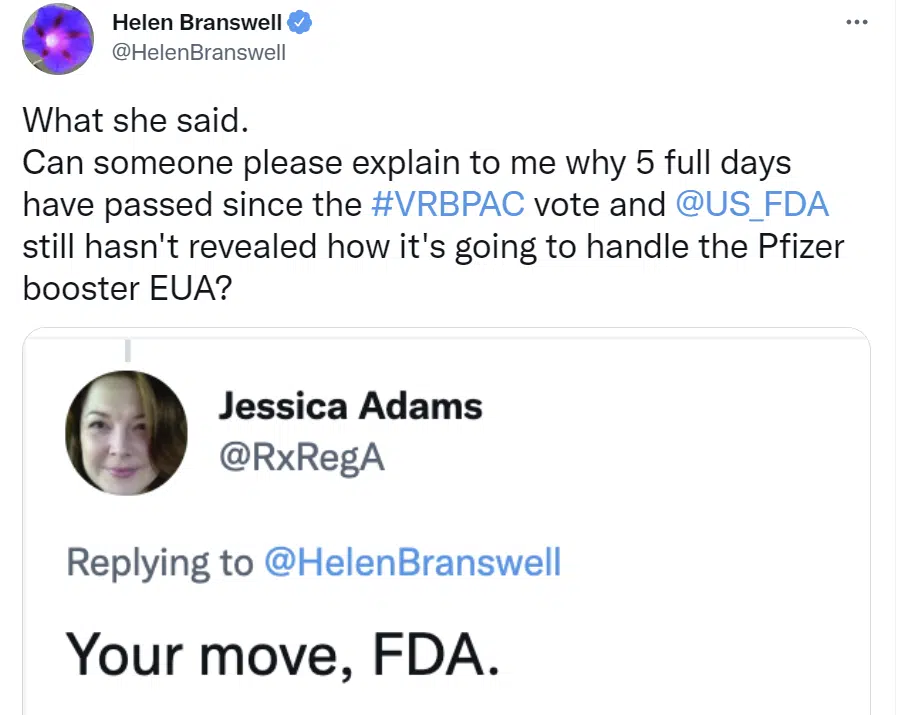 Helen Branswell
@HelenBranswell
What she said.
Can someone please explain to me why 5 full days
have passed since the #VRBPAC vote and @US_FDA
still hasn't revealed how it's going to handle the Pfizer
booster EUA?
Jessica Adams
@RxRegA
Replying to @HelenBranswell
Your move, FDA.